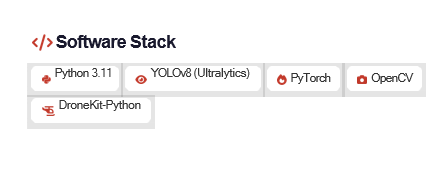 </> Software Stack
Python 3.11 YOLOv8 (Ultralytics) PyTorch OpenCV
DroneKit-Python